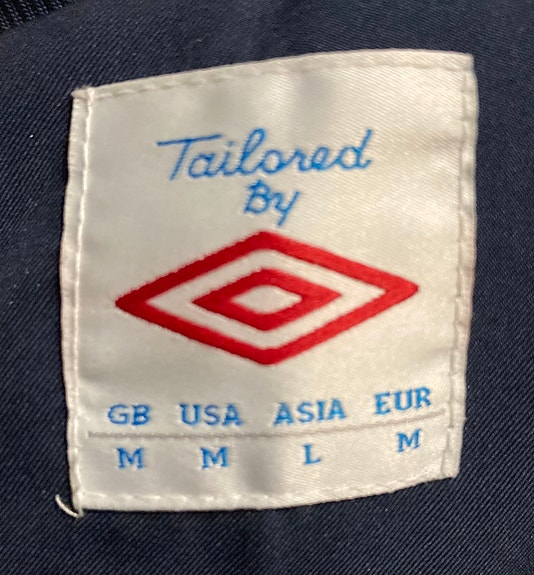 Tailored
By
GB USA ASIA EUR
M M L M